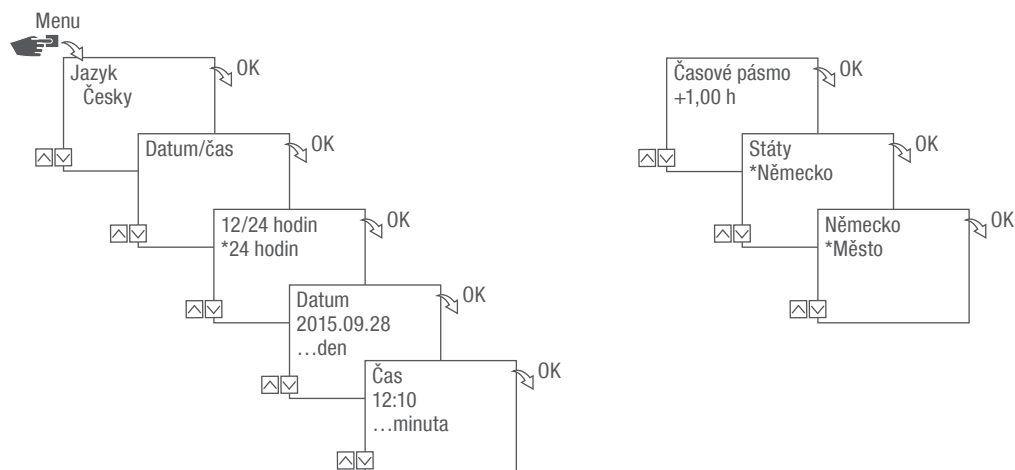 Menu
Jazyk
Česky
OK
Datum/čas
OK
12/24 hodin
*24 hodin
OK
Datum
2015.09.28
…den
OK
Čas
12:10
…minuta
OK
Časové pásmo
+1,00 h
OK
Státy
*Německo
OK
Německo
*Město
OK